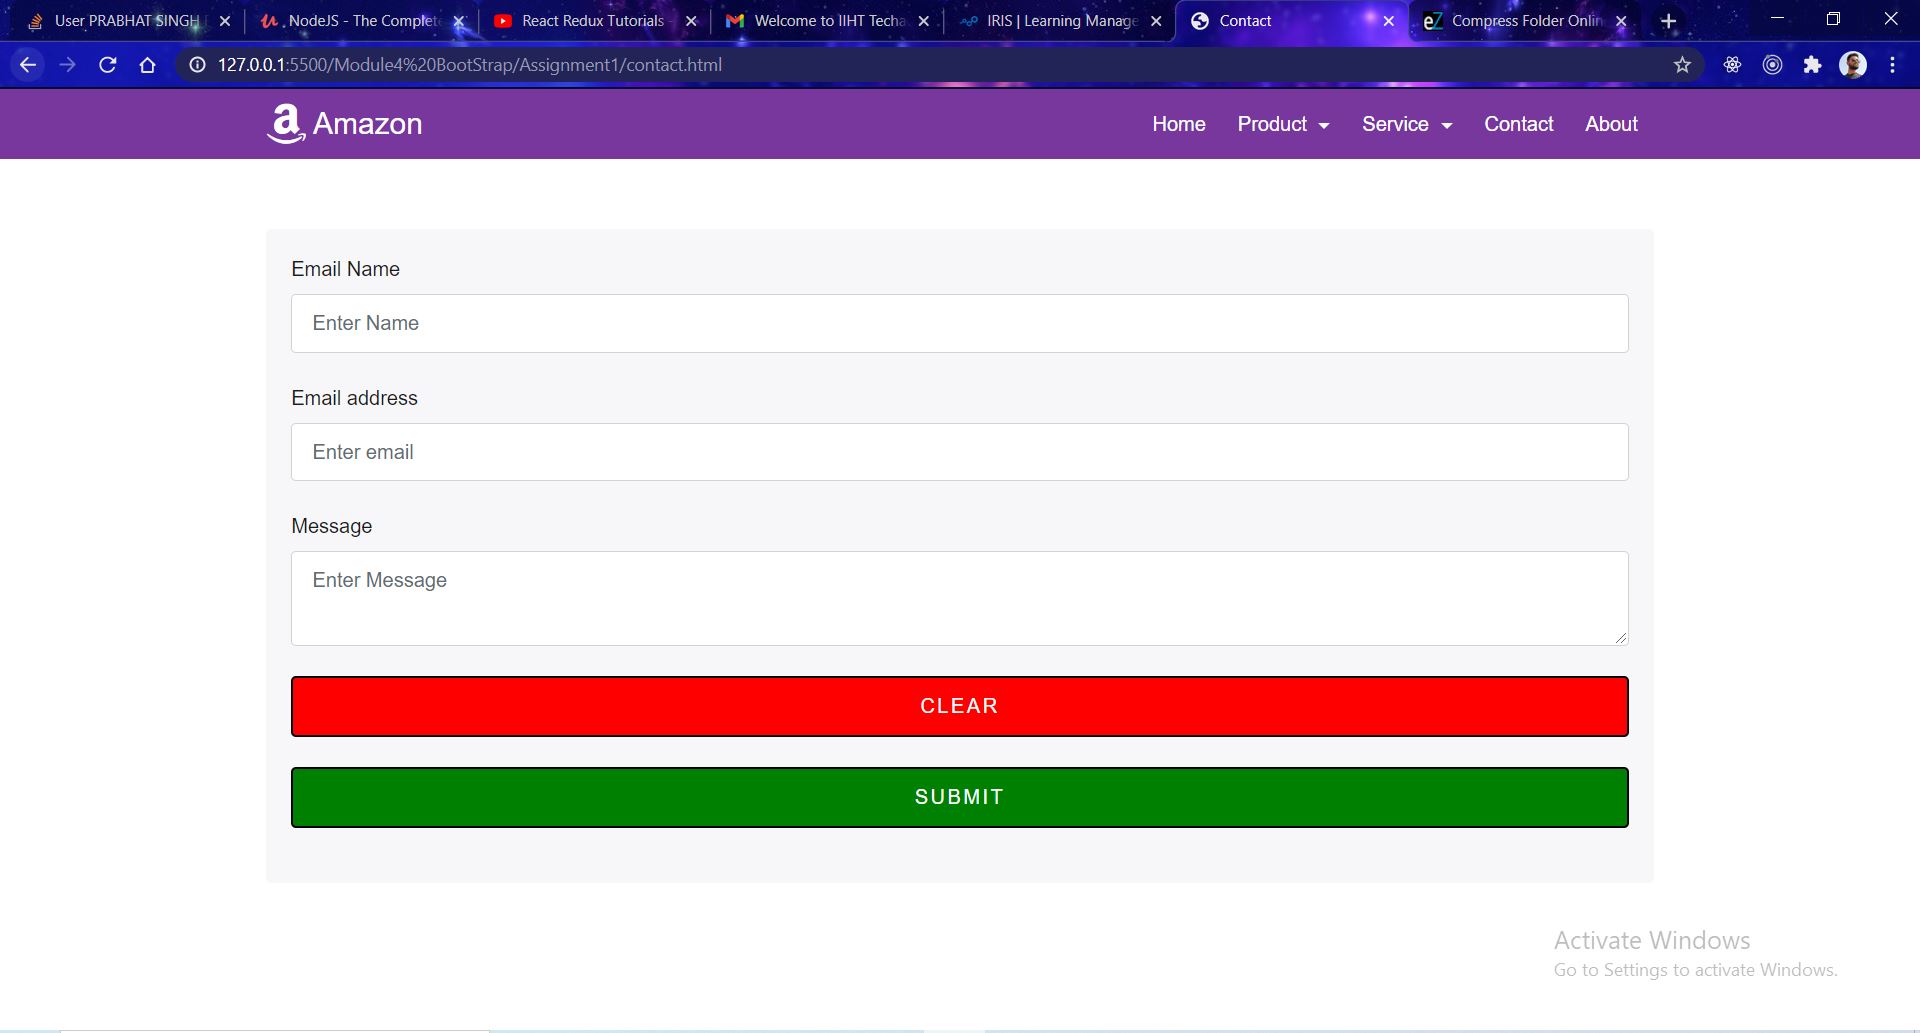 User PRABHAT SINGH
NodeJS - The Complet
React Redux Tutorials
Welcome to IIHT Techa
IRIS | Learning Manage
Contact
eZ Compress Folder Onlin
127.0.0.1:5500/Module4%20BootStrap/Assignment1/contact.html
a Amazon
Home Product Service Contact About
Email Name
Enter Name
Email address
Enter email
Message
Enter Message
CLEAR
SUBMIT
Activate Windows
Go to Settings to activate Windows.